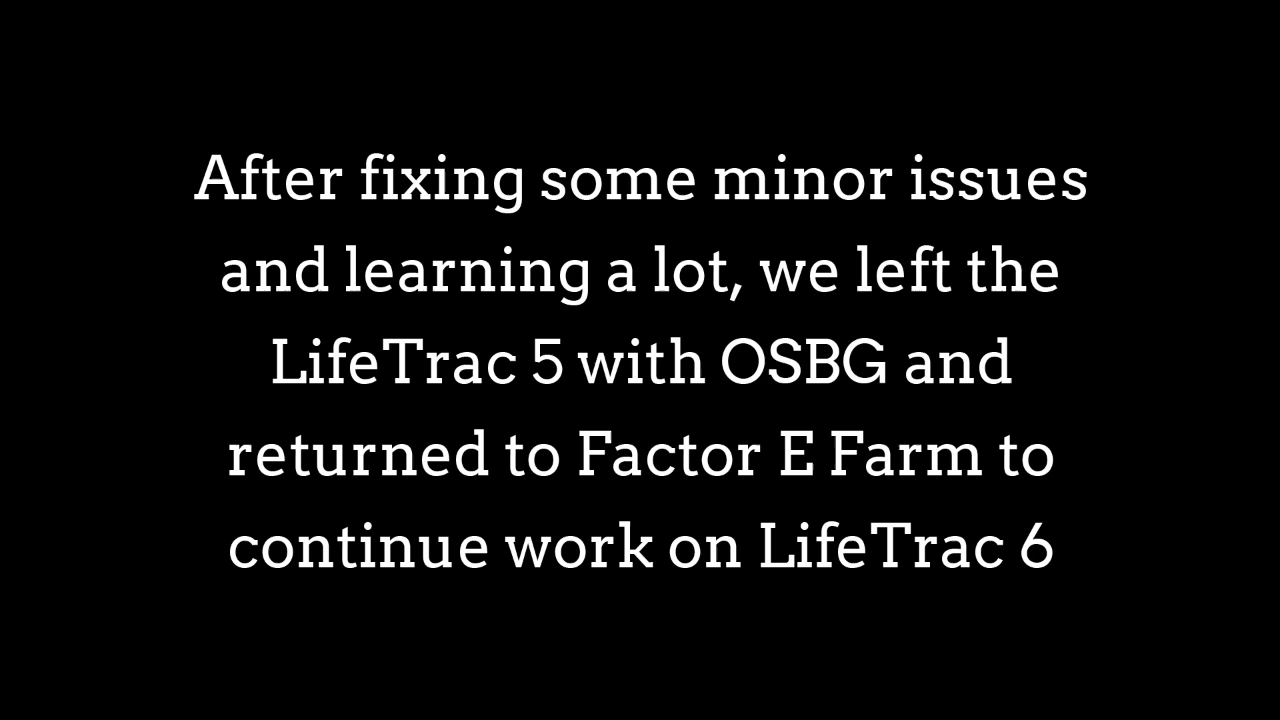 After fixing some minor issues
and learning a lot, we left the
LifeTrac 5 with OSBG and
returned to Factor E Farm to
continue work on LifeTrac 6